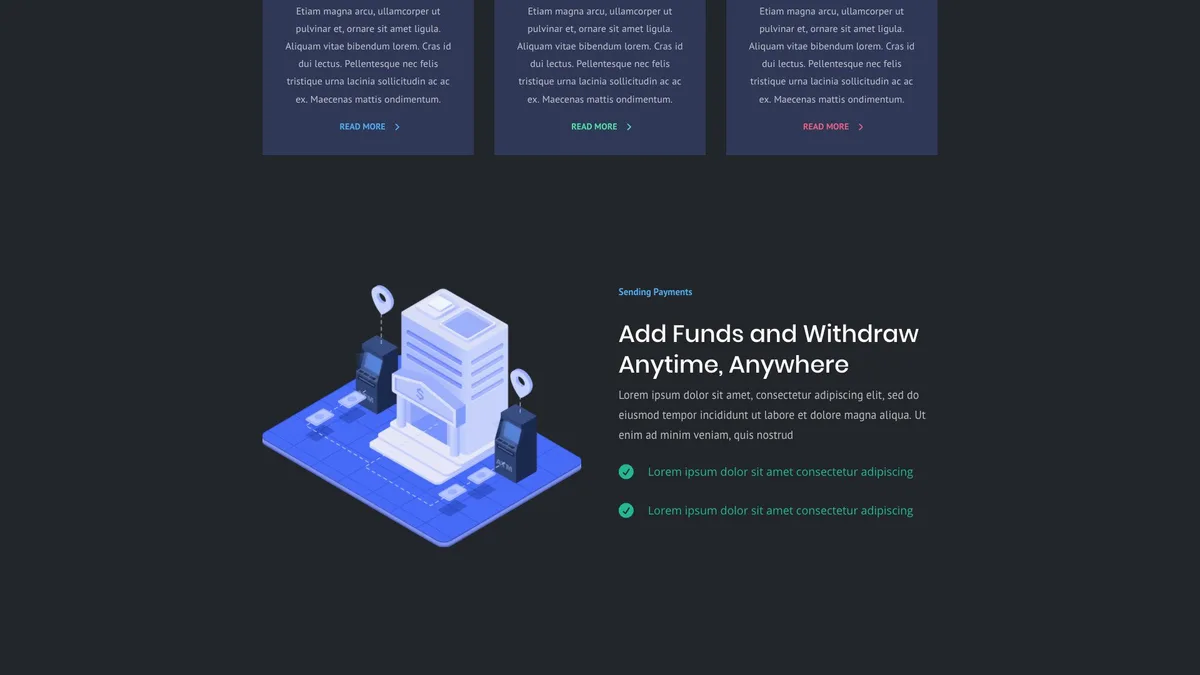 Etiam magna arcu, ullamcorper ut
pulvinar et, ornare sit amet ligula.
Aliquam vitae bibendum lorem. Cras id
dui lectus. Pellentesque nec felis
tristique urna lacinia sollicitudin ac ac
ex. Maecenas mattis ondimentum.
READ MORE
Etiam magna arcu, ullamcorper ut
pulvinar et, ornare sit amet ligula.
Aliquam vitae bibendum lorem. Cras id
dui lectus. Pellentesque nec felis
tristique urna lacinia sollicitudin ac ac
ex. Maecenas mattis ondimentum.
READ MORE
Etiam magna arcu, ullamcorper ut
pulvinar et, ornare sit amet ligula.
Aliquam vitae bibendum lorem. Cras id
dui lectus. Pellentesque nec felis
tristique urna lacinia sollicitudin ac ac
ex. Maecenas mattis ondimentum.
READ MORE
$
Sending Payments
Add Funds and Withdraw
Anytime, Anywhere
Lorem ipsum dolor sit amet, consectetur adipiscing elit, sed do
eiusmod tempor incididunt ut labore et dolore magna aliqua. Ut
enim ad minim veniam, quis nostrud
Lorem ipsum dolor sit amet consectetur adipiscing
Lorem ipsum dolor sit amet consectetur adipiscing